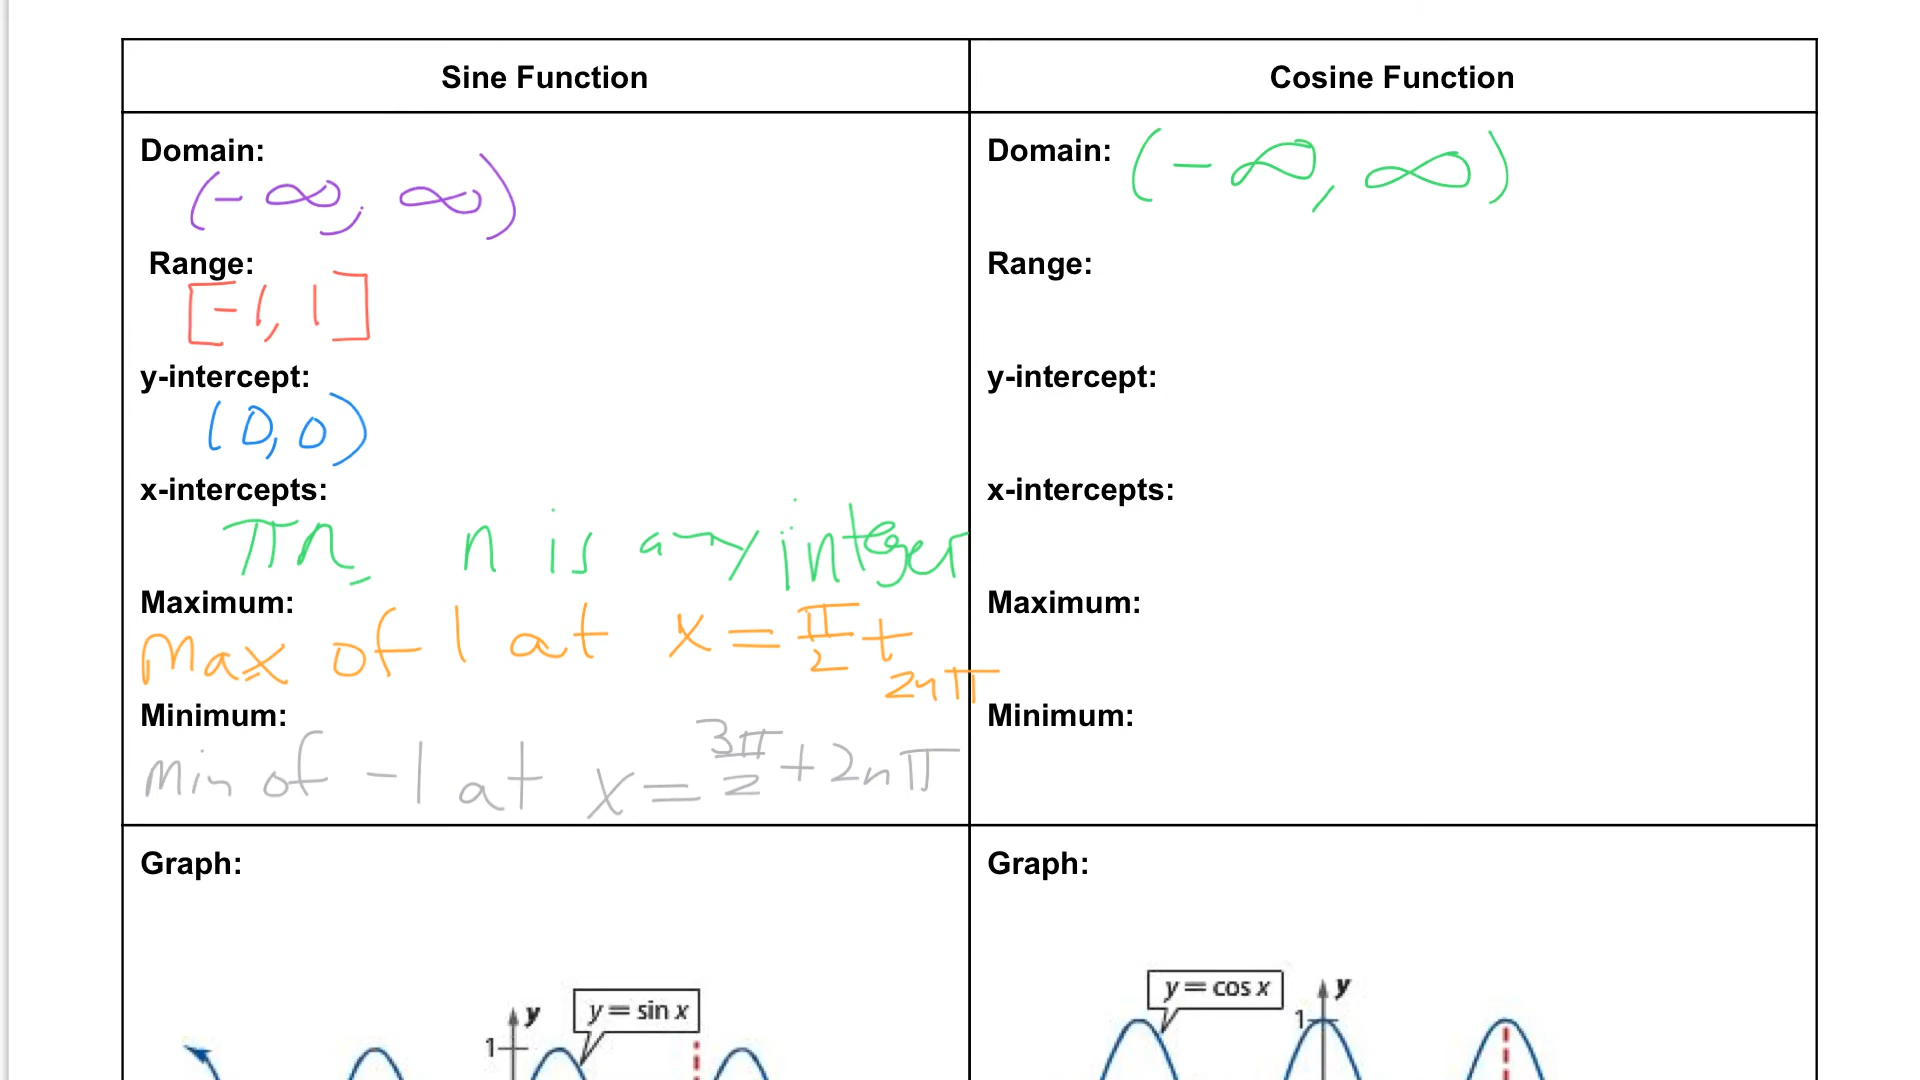 Sine Function
Cosine Function
Domain:
(-∞, ∞)
Range:
[-1, 1]
y-intercept:
(0, 0)
x-intercepts:
πn, n is any integer
Maximum:
Max of 1 at x = π/2 + 2nπ
Minimum:
Min of -1 at x = 3π/2 + 2nπ
Domain: (-∞, ∞)
Range:
y-intercept:
x-intercepts:
Maximum:
Minimum:
Graph:
y
y = sin x
1
Graph:
y = cos x
y
1